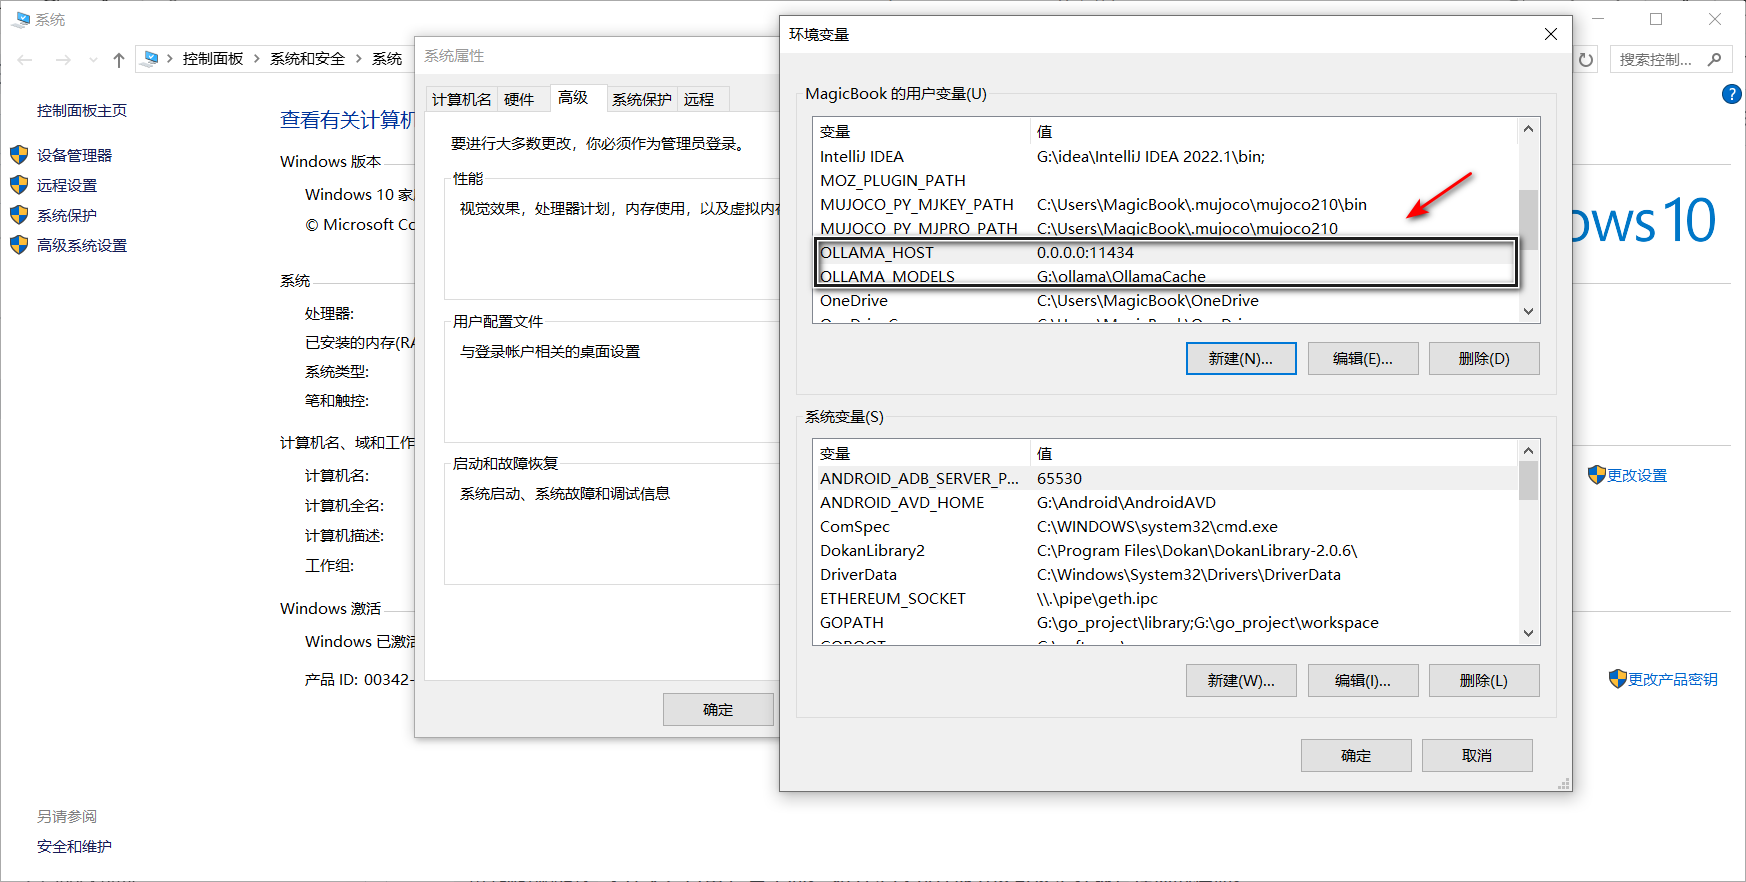 系统
控制面板 系统和安全 系统
搜索控制...
控制面板主页
设备管理器
远程设置
系统保护
高级系统设置
另请参阅
安全和维护
查看有关计算机
Windows 版本
Windows 10 家
© Microsoft Co
系统
处理器:
已安装的内存(RA
系统类型:
笔和触控:
计算机名、域和工作
计算机名:
计算机全名:
计算机描述:
工作组:
Windows 激活
Windows 已激活
产品 ID: 00342-
ows 10
更改设置
更改产品密钥
系统属性
计算机名 硬件 高级 系统保护 远程
要进行大多数更改，你必须作为管理员登录。
性能
视觉效果，处理器计划，内存使用，以及虚拟内存
用户配置文件
与登录帐户相关的桌面设置
启动和故障恢复
系统启动、系统故障和调试信息
确定
环境变量
MagicBook 的用户变量(U)
变量 值
IntelliJ IDEA G:\idea\IntelliJ IDEA 2022.1\bin;
MOZ_PLUGIN_PATH
MUJOCO_PY_MJKEY_PATH C:\Users\MagicBook\.mujoco\mujoco210\bin
MUJOCO_PY_MJPRO_PATH C:\Users\MagicBook\.mujoco\mujoco210
OLLAMA_HOST 0.0.0.0:11434
OLLAMA_MODELS G:\ollama\OllamaCache
OneDrive C:\Users\MagicBook\OneDrive
新建(N)... 编辑(E)... 删除(D)
系统变量(S)
变量 值
ANDROID_ADB_SERVER_P... 65530
ANDROID_AVD_HOME G:\Android\AndroidAVD
ComSpec C:\WINDOWS\system32\cmd.exe
DokanLibrary2 C:\Program Files\Dokan\DokanLibrary-2.0.6\
DriverData C:\Windows\System32\Drivers\DriverData
ETHEREUM_SOCKET \\.\pipe\geth.ipc
GOPATH G:\go_project\library;G:\go_project\workspace
新建(W)... 编辑(I)... 删除(L)
确定 取消